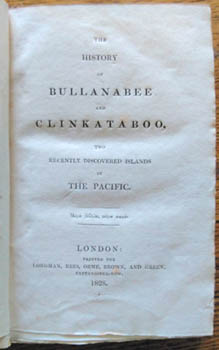 THE
HISTORY
OF
BULLANABEE
AND
CLINKATABOO,
TWO
RECENTLY DISCOVERED ISLANDS
IN
THE PACIFIC.
LONDON:
PRINTED FOR
LONGMAN, REES, ORME, BROWN, AND GREEN,
PATERNOSTER-ROW.
1828.